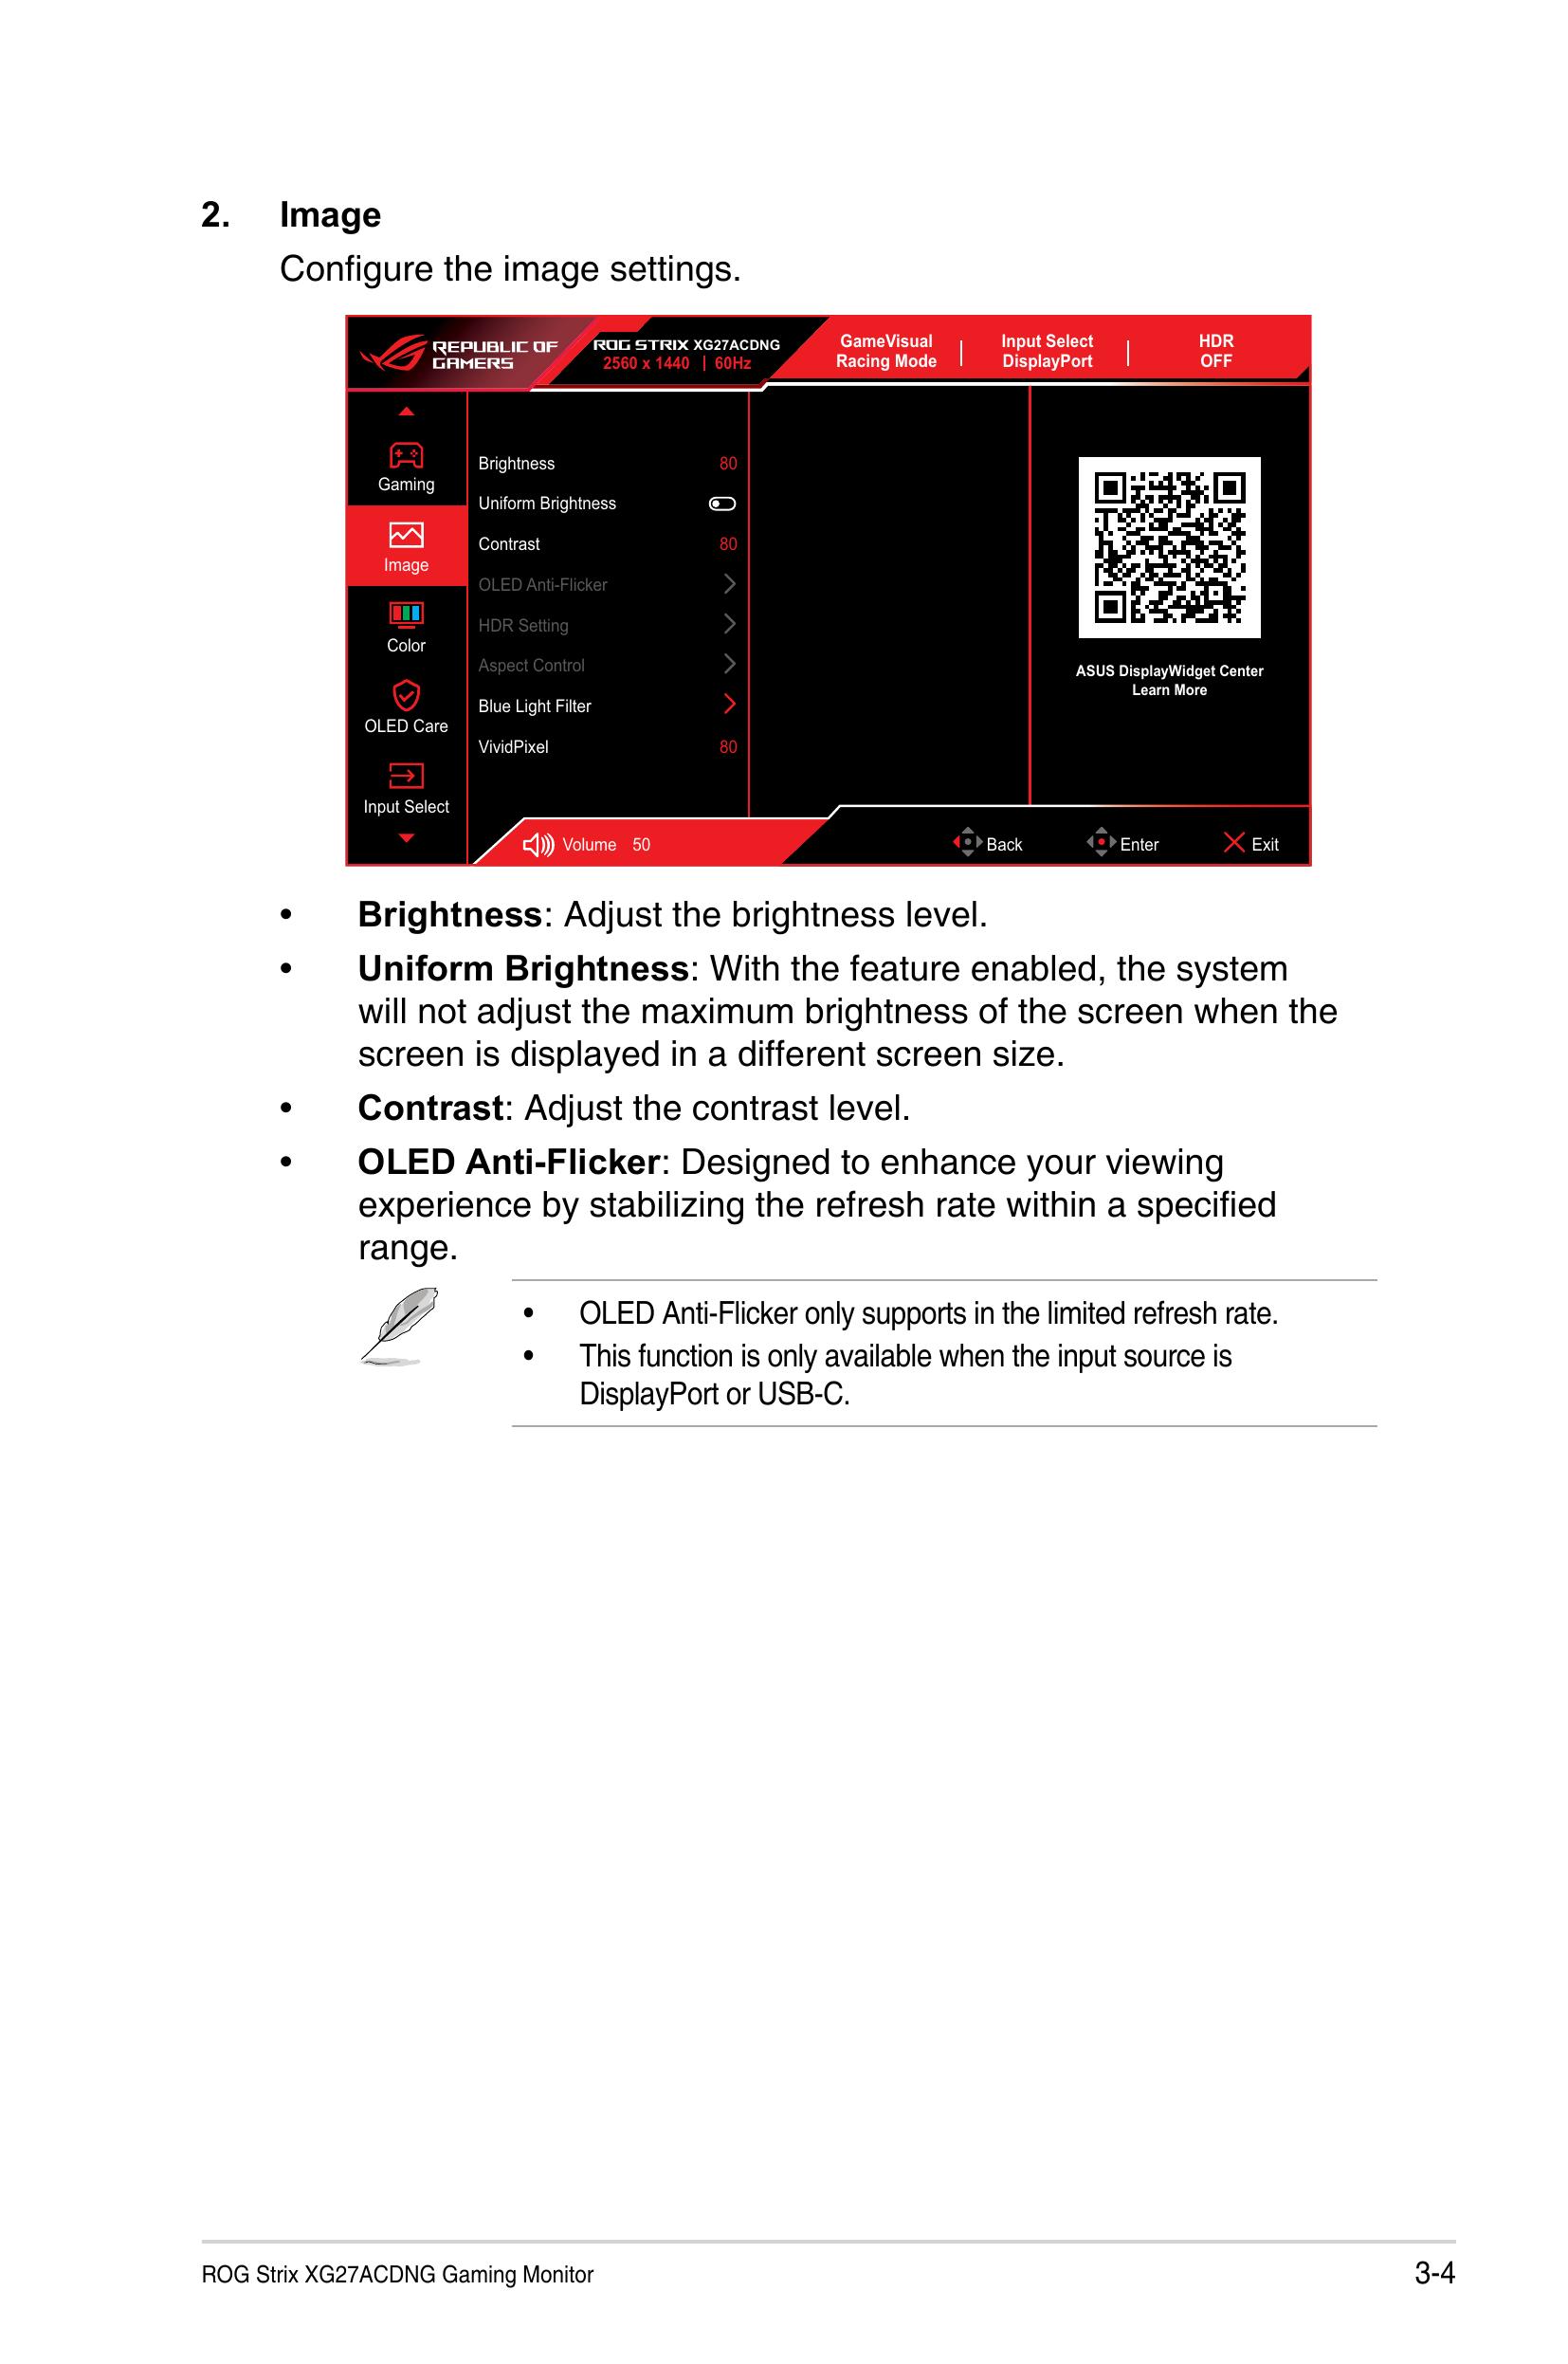 2. Image
Configure the image settings.
REPUBLIC OF
GAMERS
ROG STRIX XG27ACDNG
2560 x 1440 | 60Hz
GameVisual
Racing Mode
Input Select
DisplayPort
HDR
OFF
Gaming
Image
Color
OLED Care
Input Select
Brightness 80
Uniform Brightness
Contrast 80
OLED Anti-Flicker
HDR Setting
Aspect Control
Blue Light Filter
VividPixel 80
ASUS DisplayWidget Center
Learn More
Volume 50
Back
Enter
Exit
• Brightness: Adjust the brightness level.
• Uniform Brightness: With the feature enabled, the system
will not adjust the maximum brightness of the screen when the
screen is displayed in a different screen size.
• Contrast: Adjust the contrast level.
• OLED Anti-Flicker: Designed to enhance your viewing
experience by stabilizing the refresh rate within a specified
range.
• OLED Anti-Flicker only supports in the limited refresh rate.
• This function is only available when the input source is
DisplayPort or USB-C.
ROG Strix XG27ACDNG Gaming Monitor
3-4